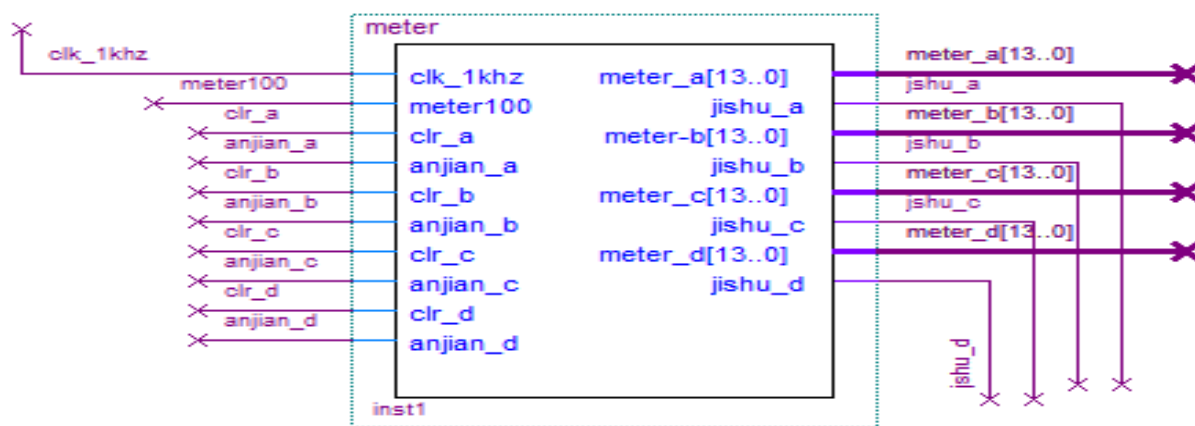 meter
clk_1khz
meter100
clr_a
anjian_a
clr_b
anjian_b
clr_c
anjian_c
clr_d
anjian_d
clk_1khz
meter100
clr_a
anjian_a
clr_b
anjian_b
clr_c
anjian_c
clr_d
anjian_d
meter_a[13..0]
jishu_a
meter-b[13..0]
jishu_b
meter_c[13..0]
jishu_c
meter_d[13..0]
jishu_d
meter_a[13..0]
jshu_a
meter_b[13..0]
jshu_b
meter_c[13..0]
jshu_c
meter_d[13..0]
jshu_d
inst1